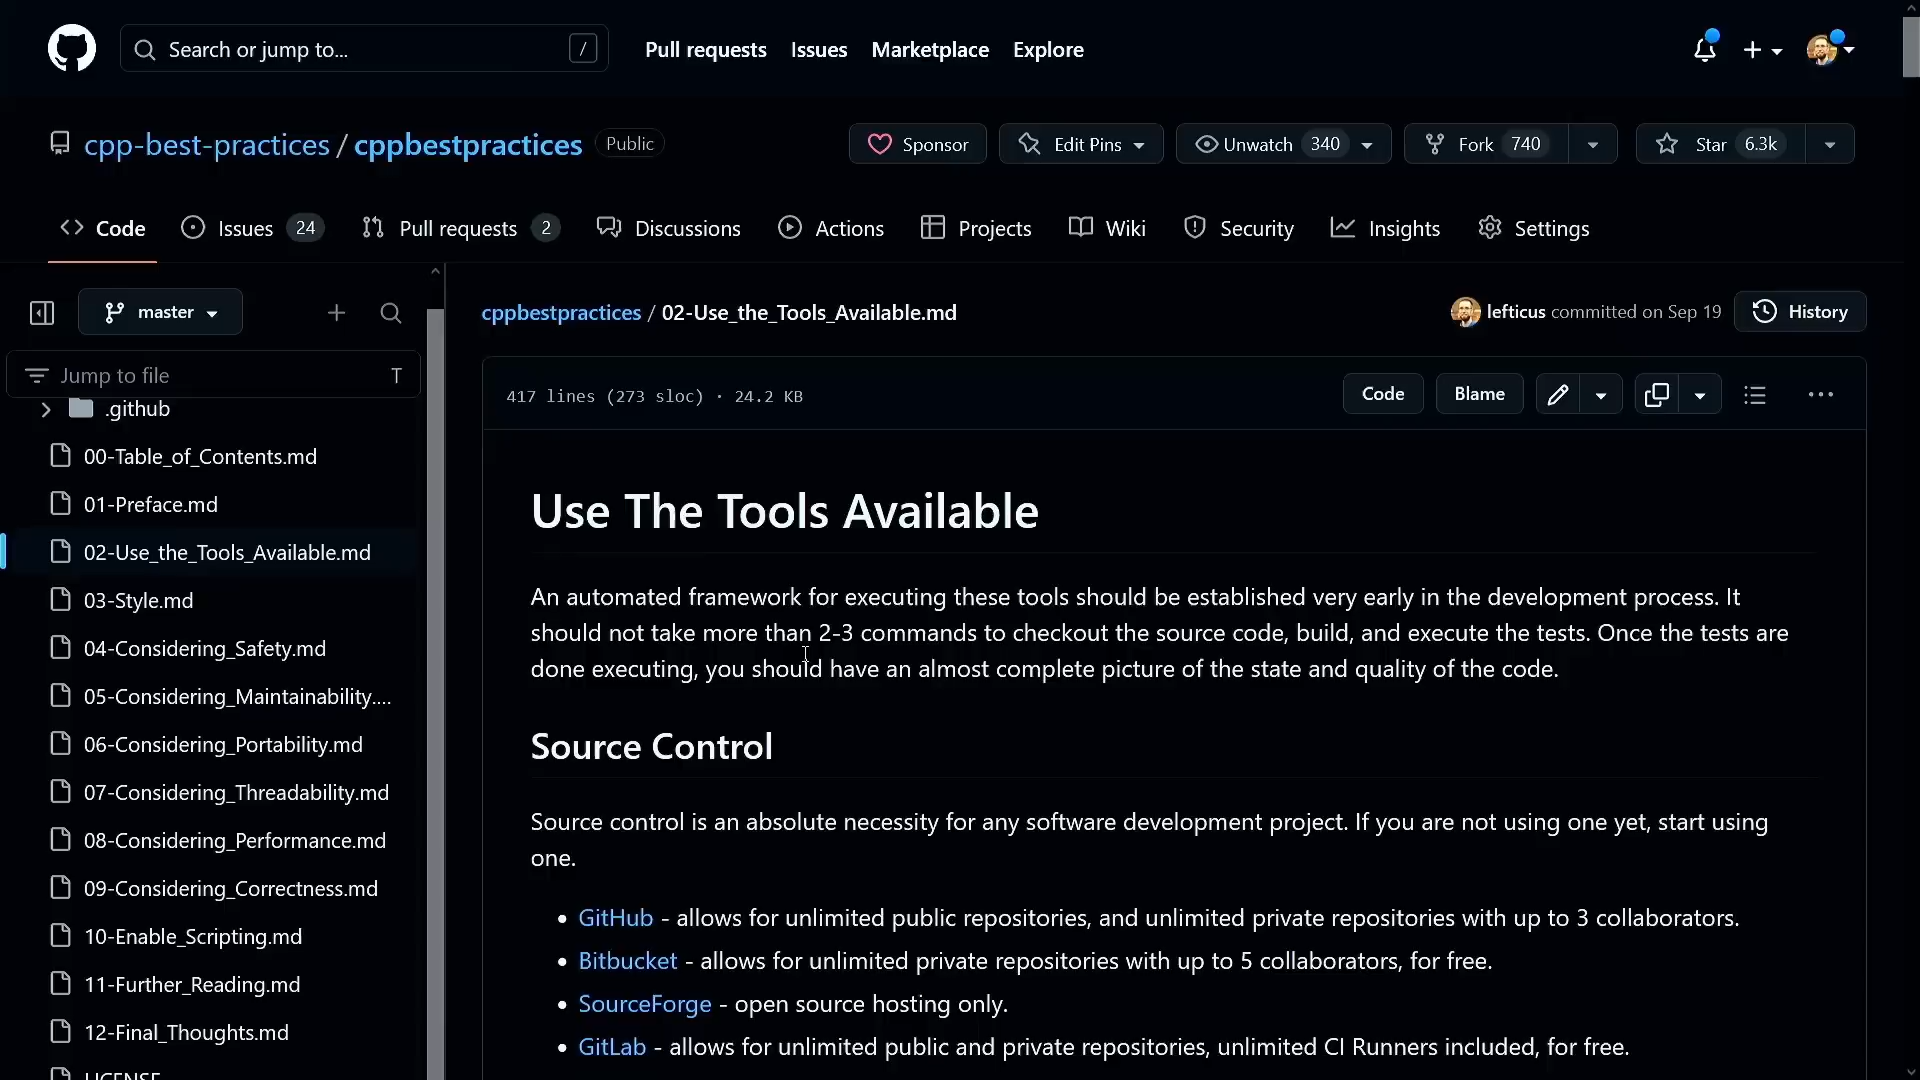 Search or jump to... /
Pull requests Issues Marketplace Explore
cpp-best-practices / cppbestpractices Public
Sponsor Edit Pins Unwatch 340 Fork 740 Star 6.3k
Code Issues 24 Pull requests 2 Discussions Actions Projects Wiki Security Insights Settings
master
Jump to file T
.github
00-Table_of_Contents.md
01-Preface.md
02-Use_the_Tools_Available.md
03-Style.md
04-Considering_Safety.md
05-Considering_Maintainability....
06-Considering_Portability.md
07-Considering_Threadability.md
08-Considering_Performance.md
09-Considering_Correctness.md
10-Enable_Scripting.md
11-Further_Reading.md
12-Final_Thoughts.md
LICENSE
cppbestpractices / 02-Use_the_Tools_Available.md
lefticus committed on Sep 19 History
417 lines (273 sloc) · 24.2 KB
Code Blame
Use The Tools Available
An automated framework for executing these tools should be established very early in the development process. It
should not take more than 2-3 commands to checkout the source code, build, and execute the tests. Once the tests are
done executing, you should have an almost complete picture of the state and quality of the code.
Source Control
Source control is an absolute necessity for any software development project. If you are not using one yet, start using
one.
• GitHub - allows for unlimited public repositories, and unlimited private repositories with up to 3 collaborators.
• Bitbucket - allows for unlimited private repositories with up to 5 collaborators, for free.
• SourceForge - open source hosting only.
• GitLab - allows for unlimited public and private repositories, unlimited CI Runners included, for free.